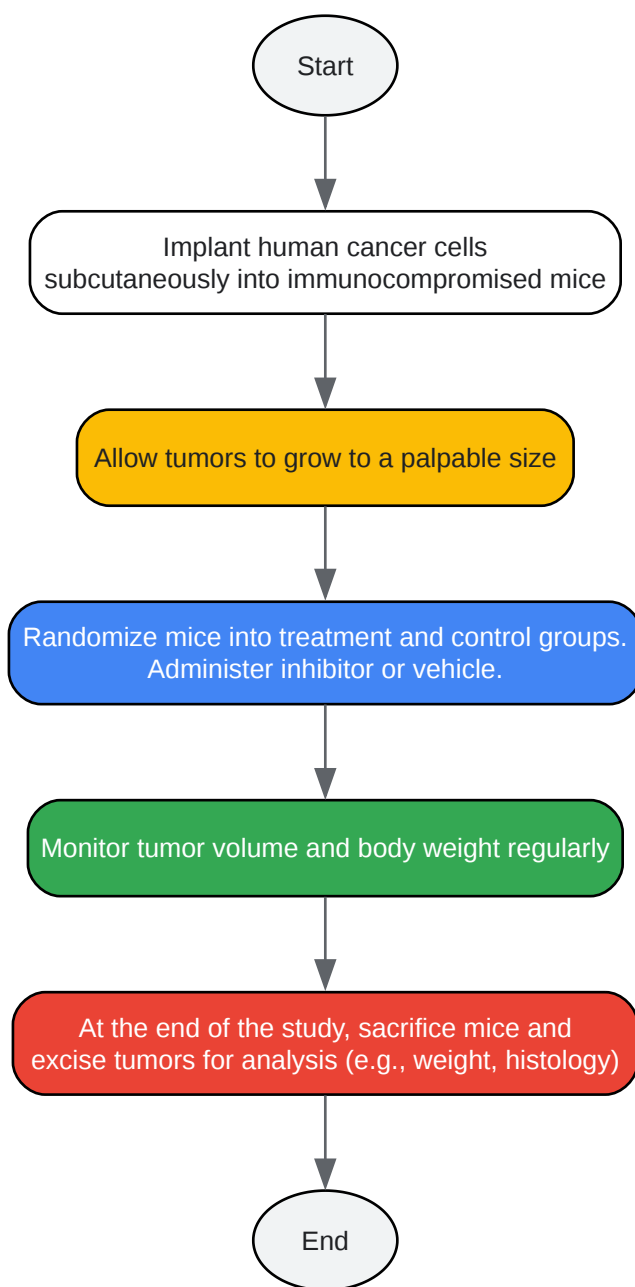 Start
Implant human cancer cells
subcutaneously into immunocompromised mice
Allow tumors to grow to a palpable size
Randomize mice into treatment and control groups.
Administer inhibitor or vehicle.
Monitor tumor volume and body weight regularly
At the end of the study, sacrifice mice and
excise tumors for analysis (e.g., weight, histology)
End